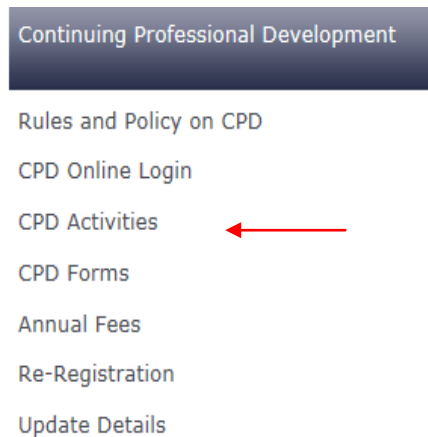 Continuing Professional Development
Rules and Policy on CPD
CPD Online Login
CPD Activities
CPD Forms
Annual Fees
Re-Registration
Update Details